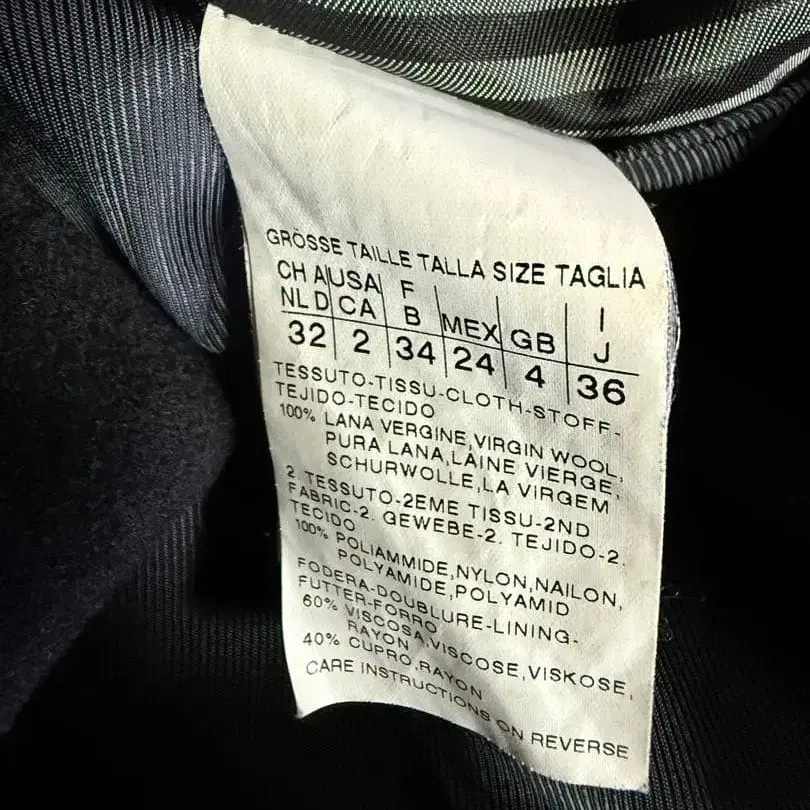 GRÖSSE TAILLE TALLA SIZE TAGLIA
CH A USA F MEX GB I
NL D CA B J
32 2 34 24 4 36
TESSUTO-TISSU-CLOTH-STOFF-
TEJIDO-TECIDO
100% LANA VERGINE,VIRGIN WOOL,
PURA LANA,LAINE VIERGE,
SCHURWOLLE,LA VIRGEM
2. TESSUTO-2EME TISSU-2ND
FABRIC-2. GEWEBE-2. TEJIDO-2.
TECIDO
100% POLIAMMIDE,NYLON,NAILON,
POLYAMIDE,POLYAMID
FODERA-DOUBLURE-LINING-
FUTTER-FORRO
60% VISCOSA,VISCOSE,VISKOSE,
RAYON
40% CUPRO,RAYON
CARE INSTRUCTIONS ON REVERSE